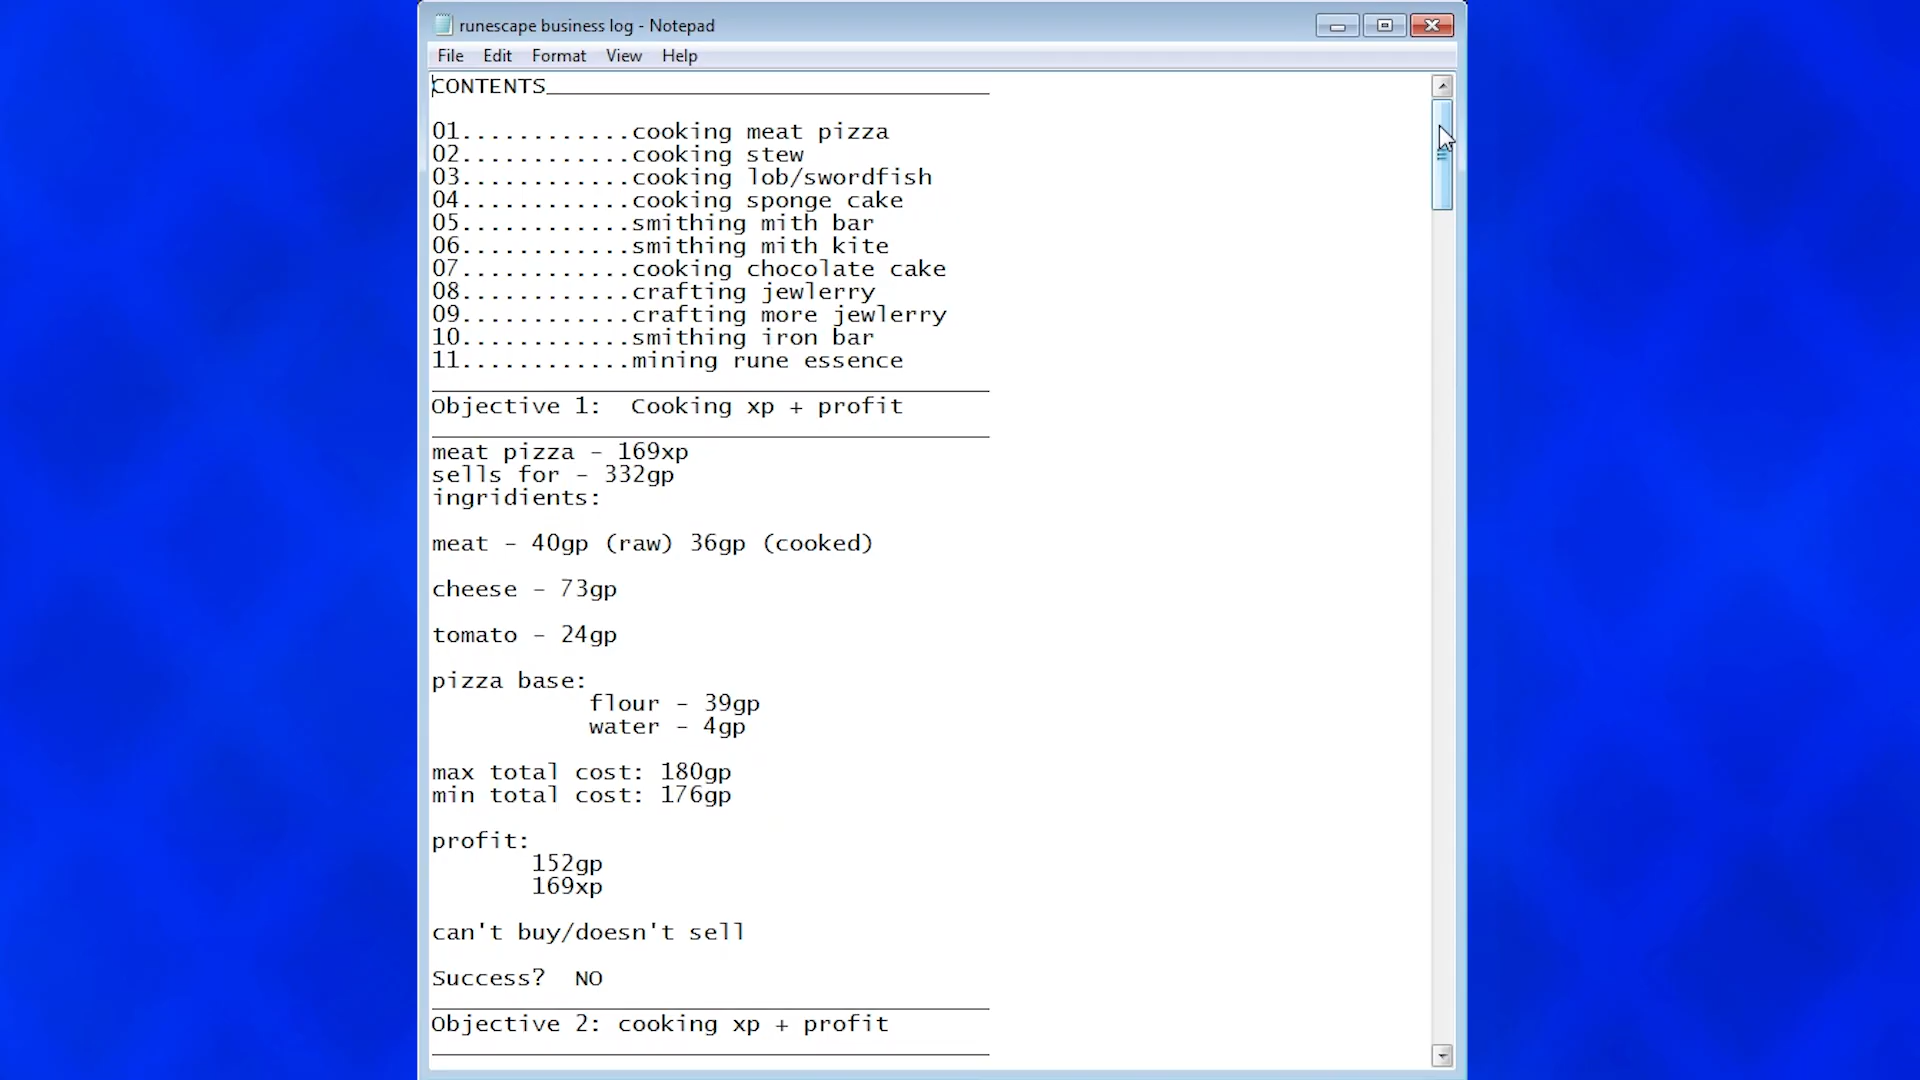 runescape business log - Notepad
File Edit Format View Help
CONTENTS_______________________________
01............cooking meat pizza
02............cooking stew
03............cooking lob/swordfish
04............cooking sponge cake
05............smithing mith bar
06............smithing mith kite
07............cooking chocolate cake
08............crafting jewlerry
09............crafting more jewlerry
10............smithing iron bar
11............mining rune essence
_______________________________________
Objective 1:  Cooking xp + profit
_______________________________________
meat pizza - 169xp
sells for - 332gp
ingridients:
meat - 40gp (raw) 36gp (cooked)
cheese - 73gp
tomato - 24gp
pizza base:
flour - 39gp
water - 4gp
max total cost: 180gp
min total cost: 176gp
profit:
152gp
169xp
can't buy/doesn't sell
Success?  NO
_______________________________________
Objective 2: cooking xp + profit
_______________________________________